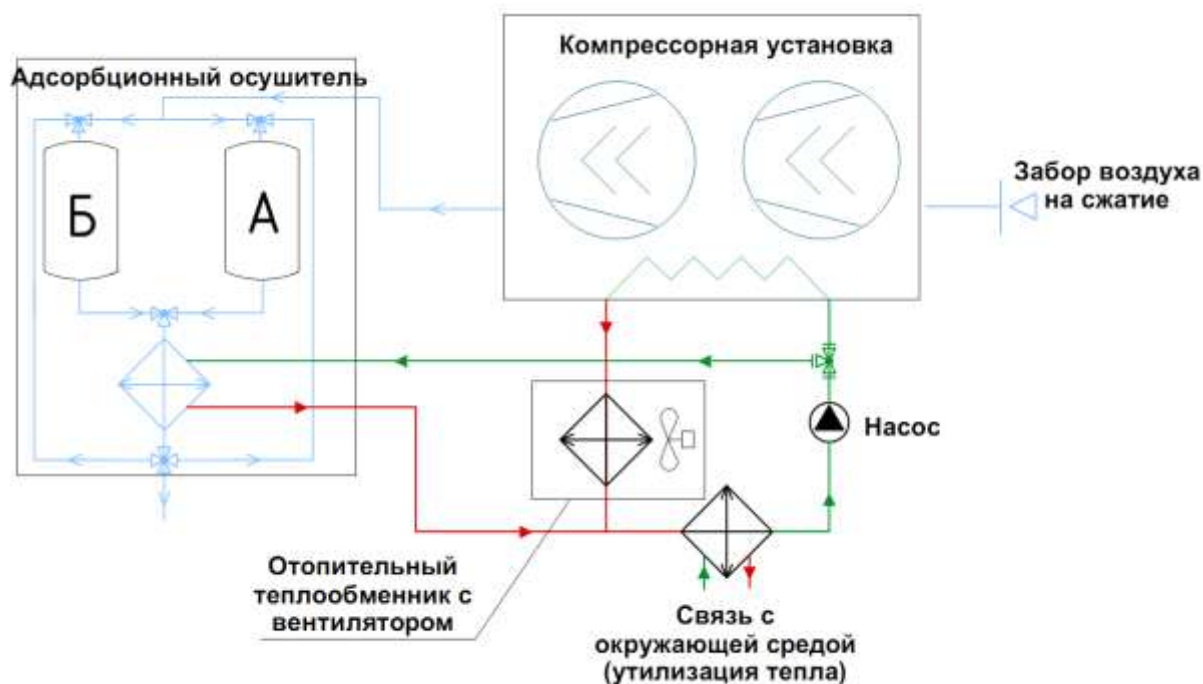 Компрессорная установка
Адсорбционный осушитель
Забор воздуха
на сжатие
Б
А
Насос
Отопительный
теплообменник с
вентилятором
Связь с
окружающей средой
(утилизация тепла)